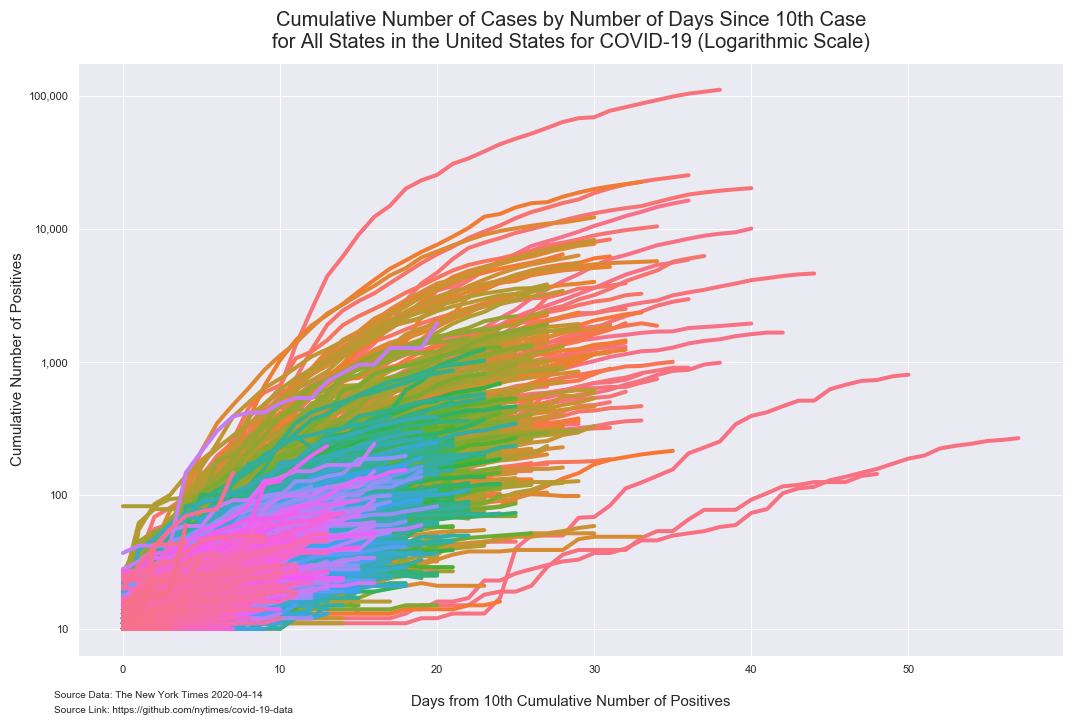 Cumulative Number of Cases by Number of Days Since 10th Case
for All States in the United States for COVID-19 (Logarithmic Scale)
Cumulative Number of Positives
100,000
10,000
1,000
100
10
0 10 20 30 40 50
Days from 10th Cumulative Number of Positives
Source Data: The New York Times 2020-04-14
Source Link: https://github.com/nytimes/covid-19-data